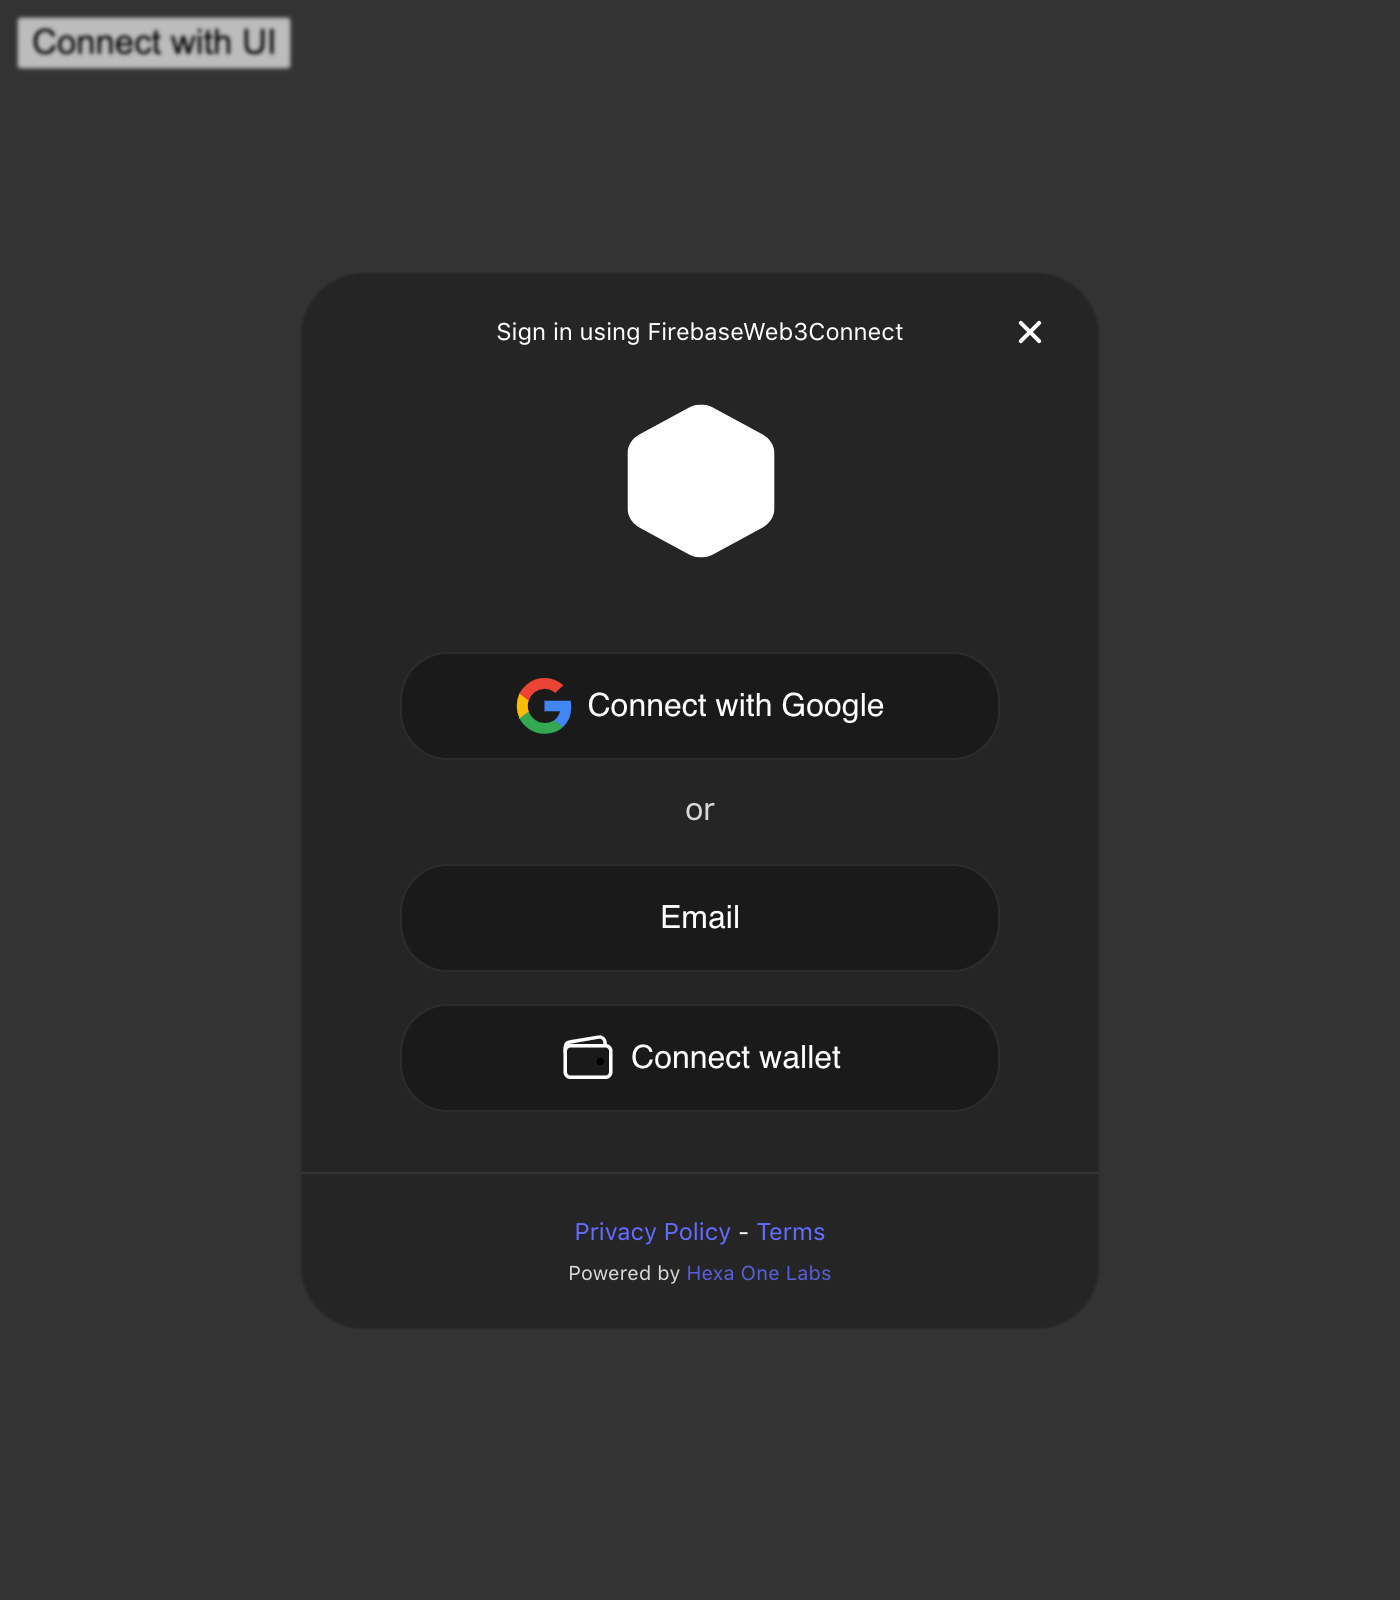 Connect with UI
Sign in using FirebaseWeb3Connect
Connect with Google
or
Email
Connect wallet
Privacy Policy - Terms
Powered by Hexa One Labs